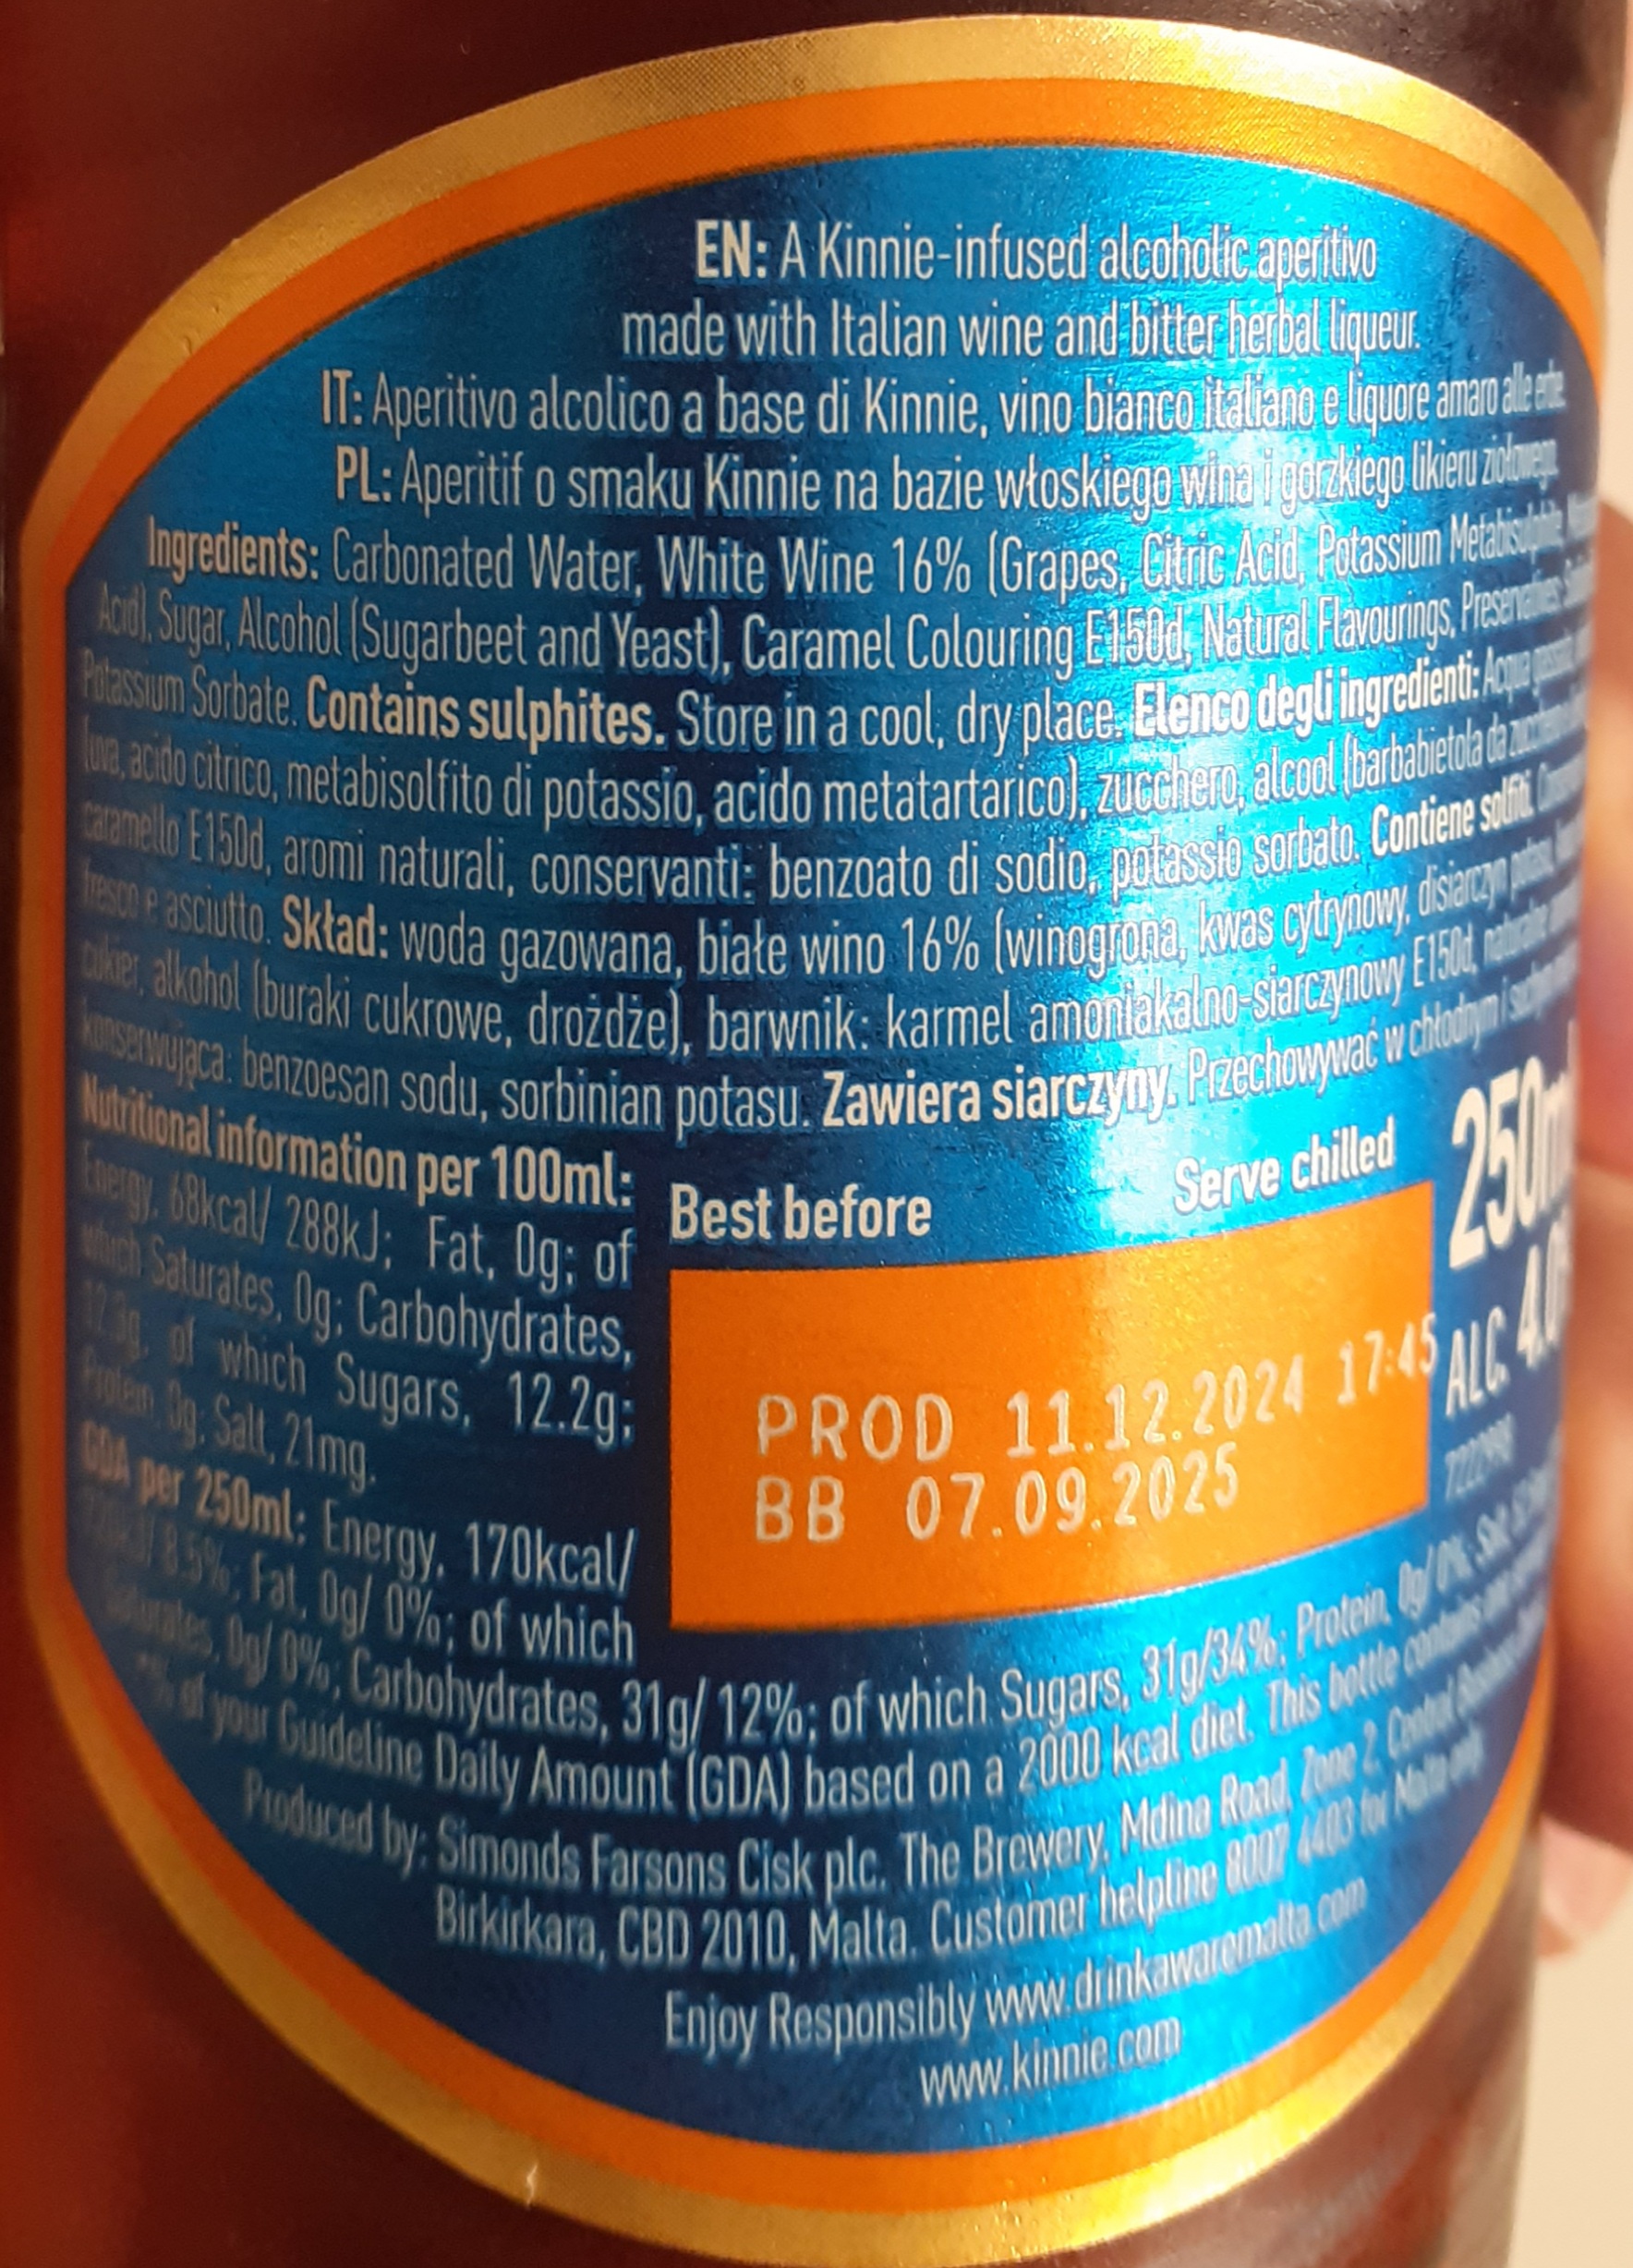 EN: A Kinnie-infused alcoholic aperitivo
made with Italian wine and bitter herbal liqueur.
IT: Aperitivo alcolico a base di Kinnie, vino bianco italiano e liquore amaro alle erbe.
PL: Aperitif o smaku Kinnie na bazie włoskiego wina i gorzkiego likieru ziołowego.
Ingredients: Carbonated Water, White Wine 16% (Grapes, Citric Acid, Potassium Metabisulphite,
Acid), Sugar, Alcohol (Sugarbeet and Yeast), Caramel Colouring E150d, Natural Flavourings, Preservatives:
Potassium Sorbate. Contains sulphites. Store in a cool, dry place. Elenco degli ingredienti: Acqua
(uva, acido citrico, metabisolfito di potassio, acido metatartarico), zucchero, alcool (barbabietola da
caramello E150d, aromi naturali, conservanti: benzoato di sodio, potassio sorbato. Contiene solfiti.
fresco e asciutto. Skład: woda gazowana, białe wino 16% (winogrona, kwas cytrynowy, disiarczyn potasu,
cukier, alkohol (buraki cukrowe, drożdże), barwnik: karmel amoniakalno-siarczynowy E150d,
konserwująca: benzoesan sodu, sorbinian potasu. Zawiera siarczyny. Przechowywać w chłodnym i
Nutritional information per 100ml:
Energy, 68kcal/ 288kJ; Fat, 0g; of
which Saturates, 0g; Carbohydrates,
12.3g, of which Sugars, 12.2g;
Protein, 0g; Salt, 21mg.
Best before
Serve chilled
250ml
ALC. 4.0%
PROD 11.12.2024 17:45
BB 07.09.2025
GDA per 250ml: Energy, 170kcal/
8.5%; Fat, 0g/ 0%; of which
Saturates, 0g/ 0%; Carbohydrates, 31g/ 12%; of which Sugars, 31g/34%; Protein, 0g/ 0%; Salt,
% of your Guideline Daily Amount (GDA) based on a 2000 kcal diet. This bottle contains
Produced by: Simonds Farsons Cisk plc. The Brewery, Mdina Road, Zone 2, Central
Birkirkara, CBD 2010, Malta. Customer helpline 8007 4403 for Malta only
Enjoy Responsibly www.drinkawaremalta.com
www.kinnie.com